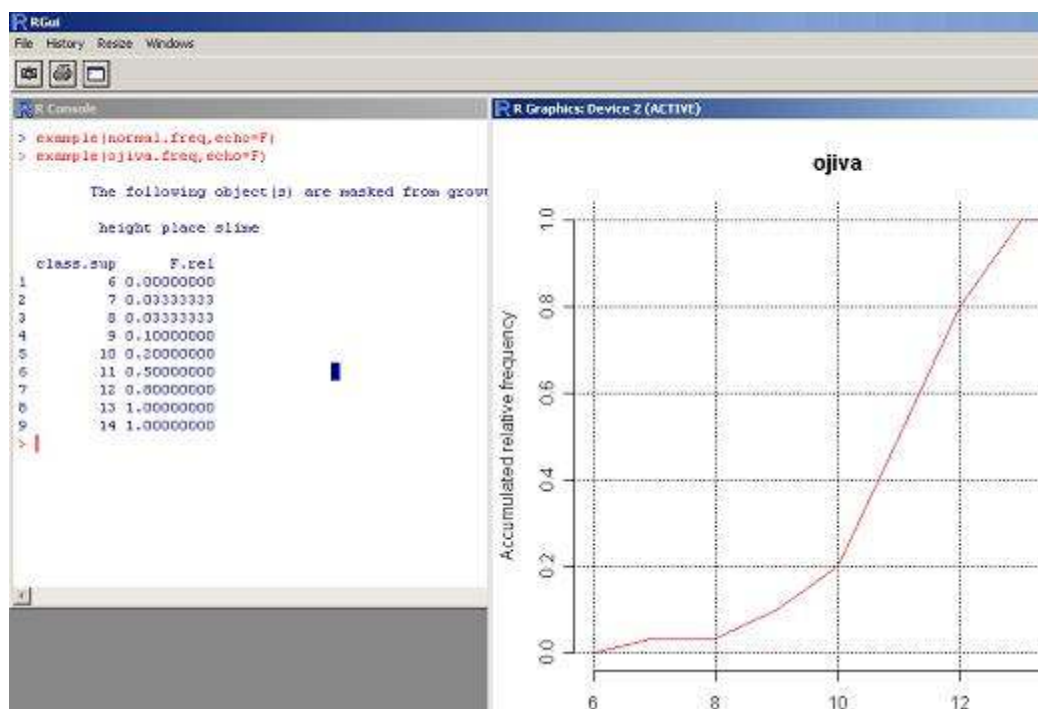 RGui
File History Resize Windows
R Console
> example(normal.freq,echo=F)
> example(ojiva.freq,echo=F)
The following object(s) are masked from grow
height place slime
class.sup F.rel
1 6 0.00000000
2 7 0.03333333
3 8 0.03333333
4 9 0.10000000
5 10 0.20000000
6 11 0.50000000
7 12 0.80000000
8 13 1.00000000
9 14 1.00000000
>
R Graphics: Device 2 (ACTIVE)
ojiva
Accumulated relative frequency
1.0
0.8
0.6
0.4
0.2
0.0
6 8 10 12